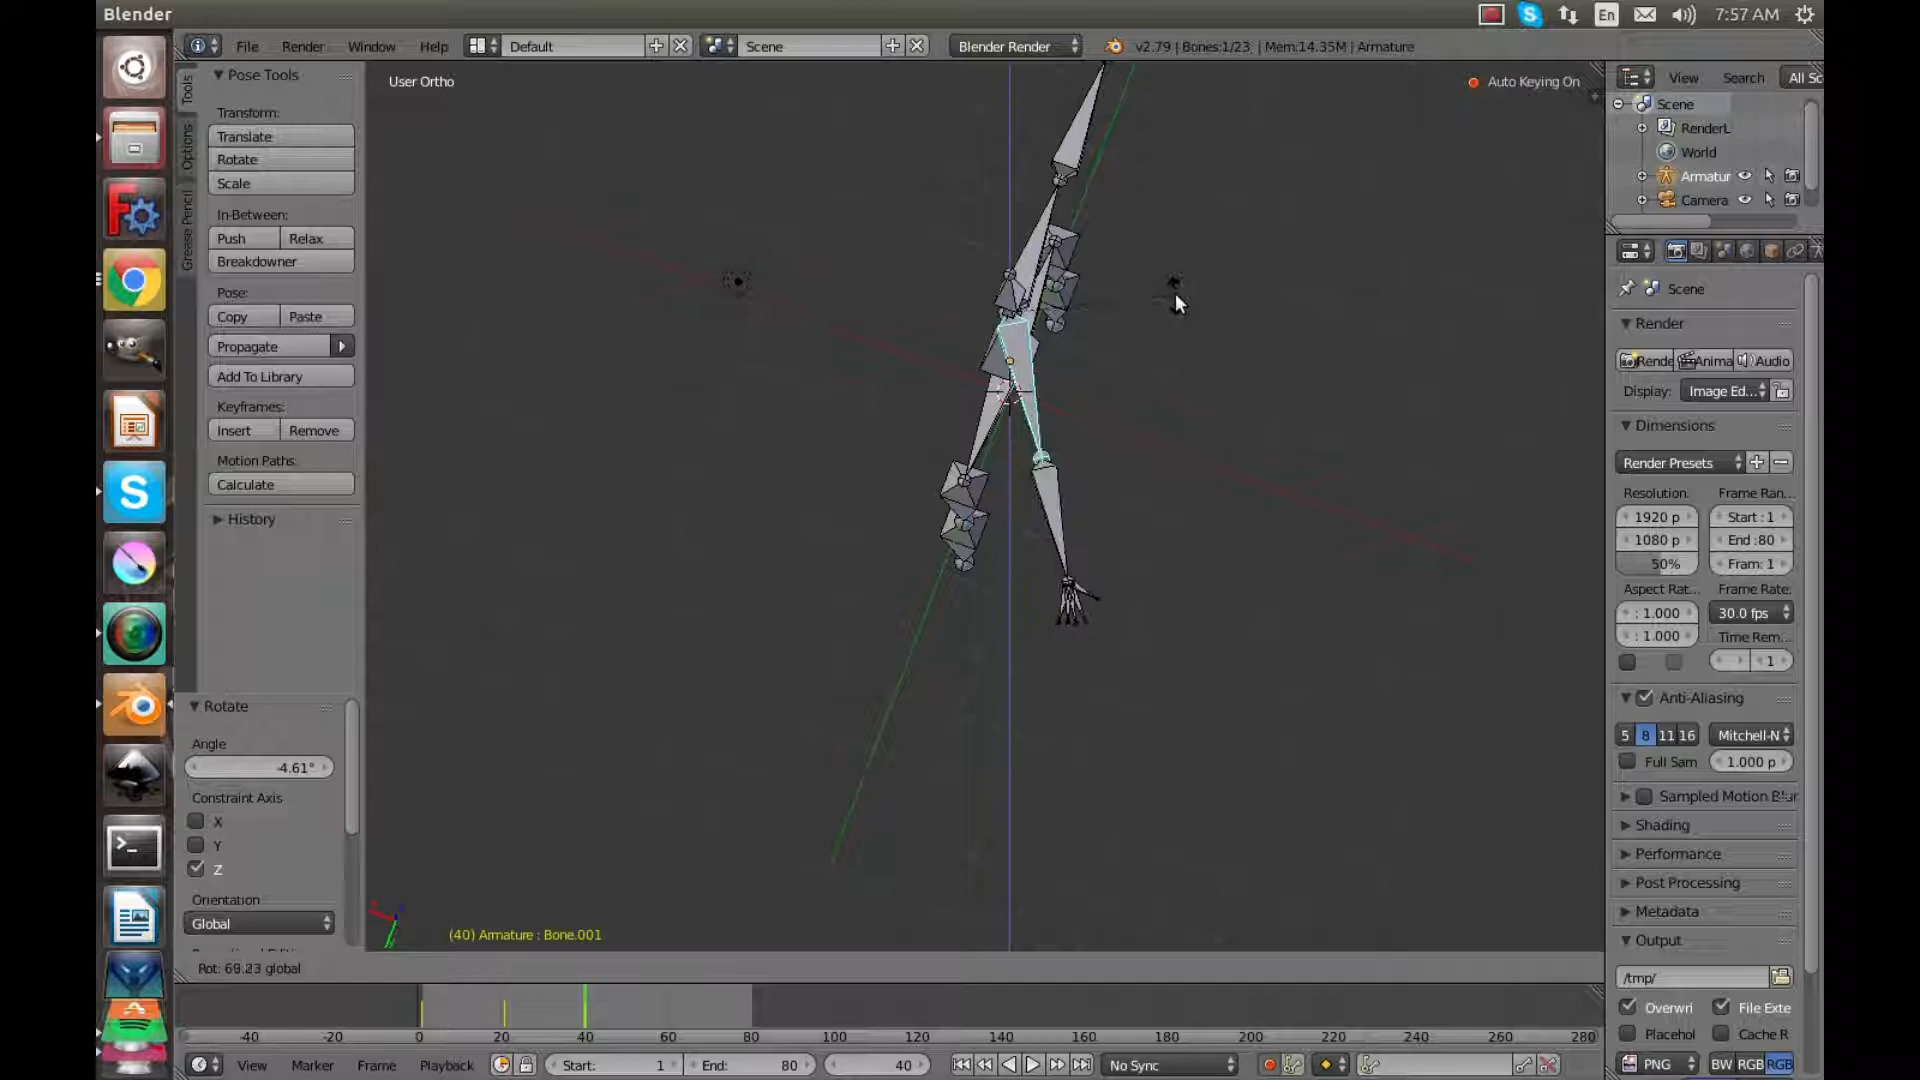 Blender
En
7:57 AM
File Render Window Help
Default
Scene
Blender Render
v2.79 | Bones:1/23 | Mem:14.35M | Armature
Tools
Options
Grease Pencil
Pose Tools
Transform:
Translate
Rotate
Scale
In-Between:
Push Relax
Breakdowner
Pose:
Copy Paste
Propagate
Add To Library
Keyframes:
Insert Remove
Motion Paths:
Calculate
History
Rotate
Angle
-4.61°
Constraint Axis
X
Y
Z
Orientation
Global
User Ortho
Auto Keying On
(40) Armature : Bone.001
Rot: 69.23 global
View Search All Sc
Scene
RenderL
World
Armatur
Camera
Scene
Render
Rende Anima Audio
Display: Image Ed...
Dimensions
Render Presets
Resolution. Frame Ran...
1920 p Start : 1
1080 p End :80
50% Fram: 1
Aspect Rat... Frame Rate:
: 1.000 30.0 fps
: 1.000 Time Rem...
1
Anti-Aliasing
5 8 11 16 Mitchell-N
Full Sam 1.000 p
Sampled Motion Blur
Shading
Performance
Post Processing
Metadata
Output
/tmp/
Overwri File Exte
Placehol Cache R
PNG BW RGB RGB
-40 -20 0 20 40 60 80 100 120 140 160 180 200 220 240 260 280
View Marker Frame Playback Start: 1 End: 80 40 No Sync